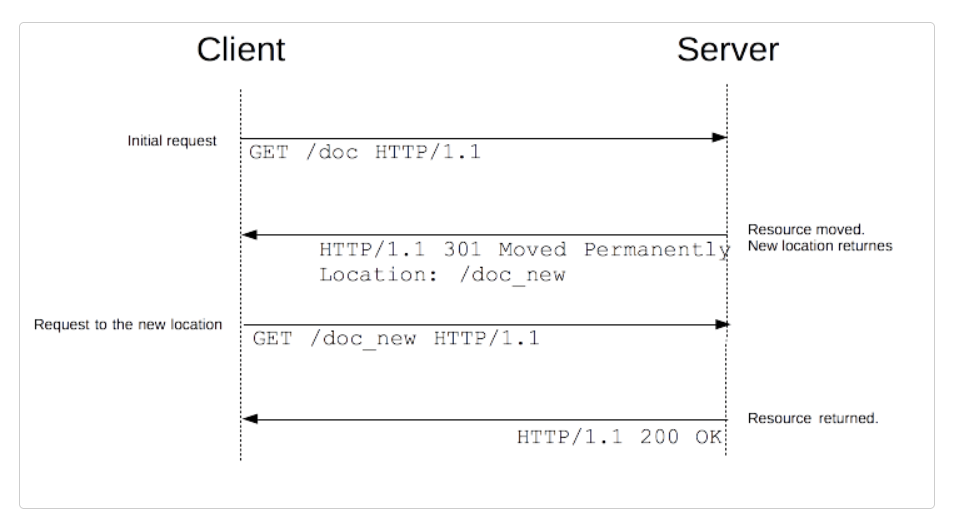 Client
Server
Initial request
GET /doc HTTP/1.1
Resource moved.
New location returnes
HTTP/1.1 301 Moved Permanently
Location: /doc_new
Request to the new location
GET /doc_new HTTP/1.1
Resource returned.
HTTP/1.1 200 OK